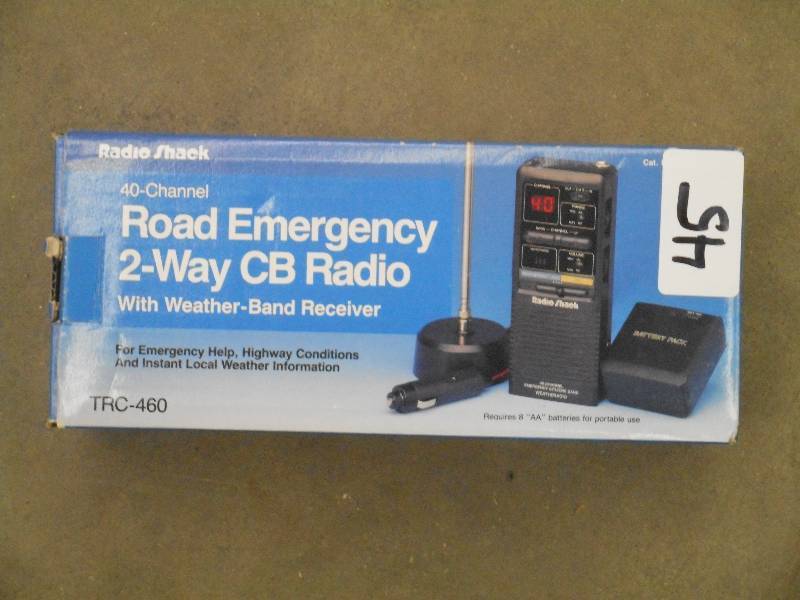 Radio Shack
Cat.
40-Channel
Road Emergency
2-Way CB Radio
With Weather-Band Receiver
For Emergency Help, Highway Conditions
And Instant Local Weather Information
TRC-460
40
Radio Shack
WEATHERADIO
BATTERY PACK
Requires 8 "AA" batteries for portable use
45